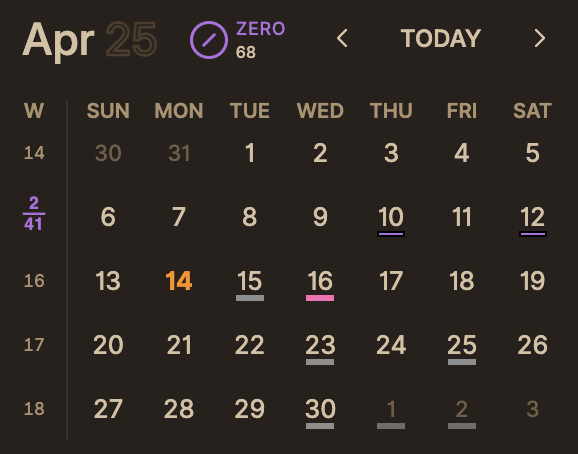 Apr 25 ZERO 68 < TODAY >
W SUN MON TUE WED THU FRI SAT
14 30 31 1 2 3 4 5
2/41 6 7 8 9 10 11 12
16 13 14 15 16 17 18 19
17 20 21 22 23 24 25 26
18 27 28 29 30 1 2 3